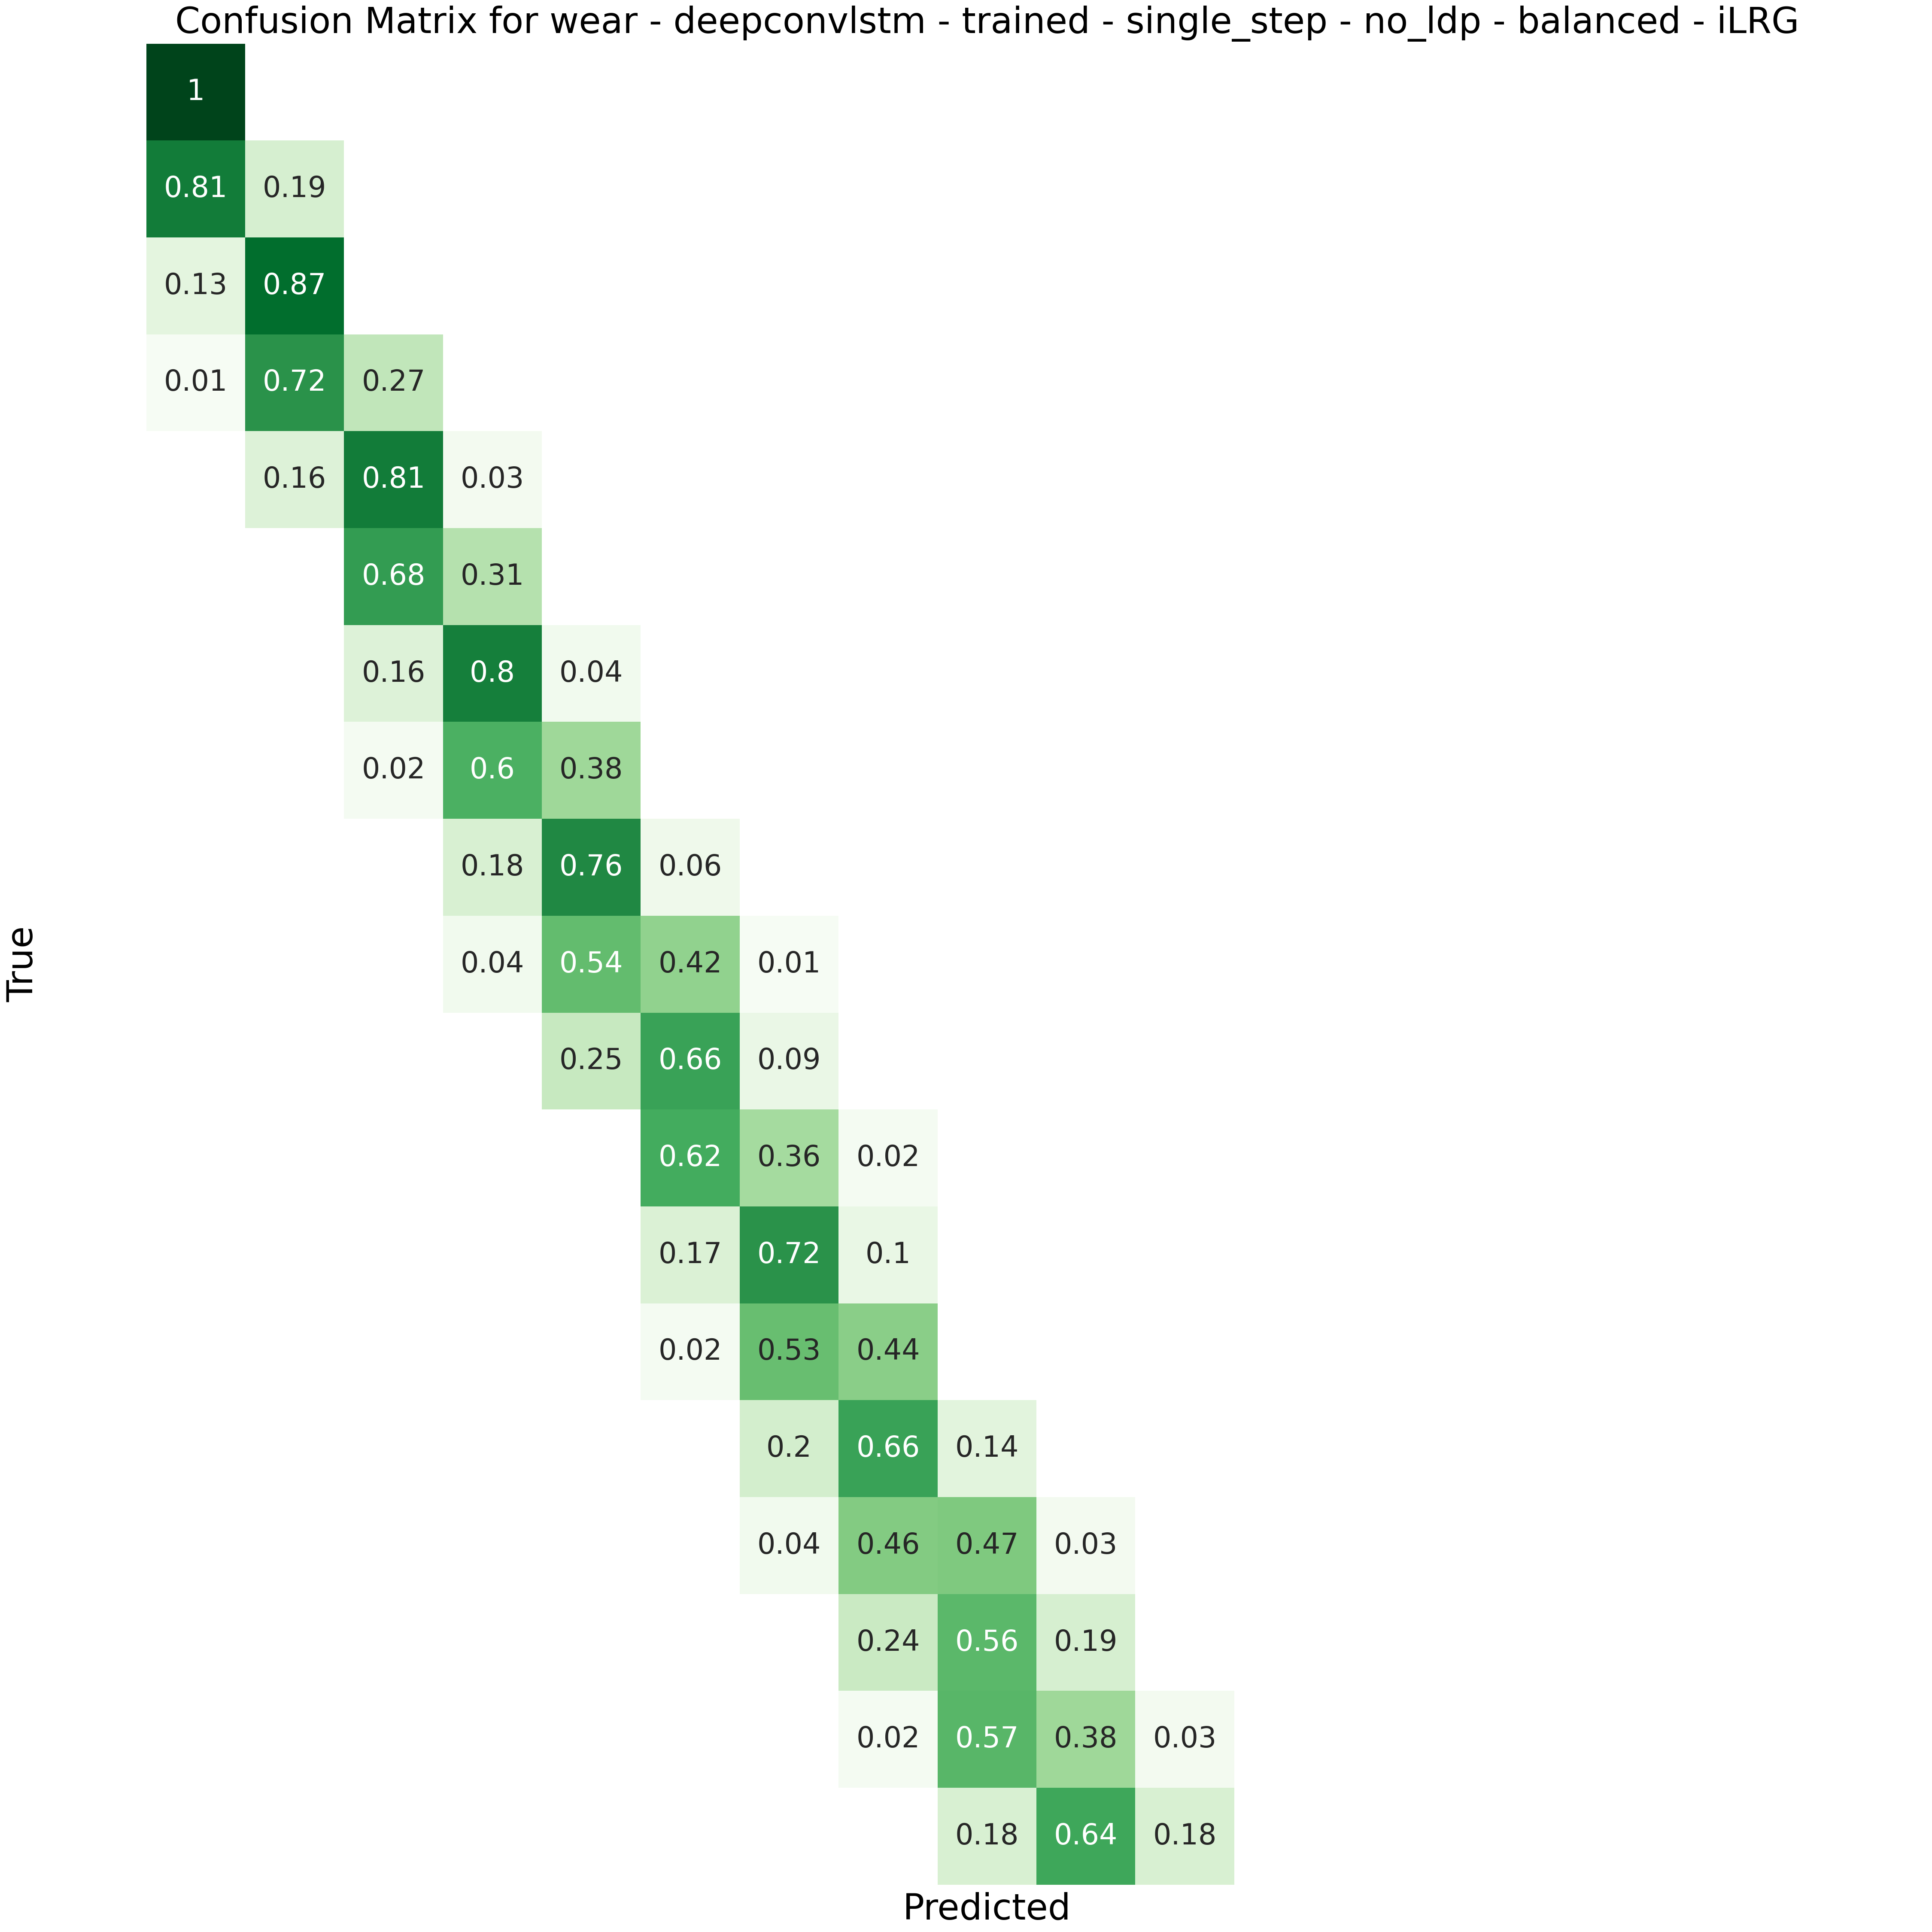 Confusion Matrix for wear - deepconvlstm - trained - single_step - no_ldp - balanced - iLRG
1
0.81 0.19
0.13 0.87
0.01 0.72 0.27
0.16 0.81 0.03
0.68 0.31
0.16 0.8 0.04
0.02 0.6 0.38
0.18 0.76 0.06
True
0.04 0.54 0.42 0.01
0.25 0.66 0.09
0.62 0.36 0.02
0.17 0.72 0.1
0.02 0.53 0.44
0.2 0.66 0.14
0.04 0.46 0.47 0.03
0.24 0.56 0.19
0.02 0.57 0.38 0.03
0.18 0.64 0.18
Predicted